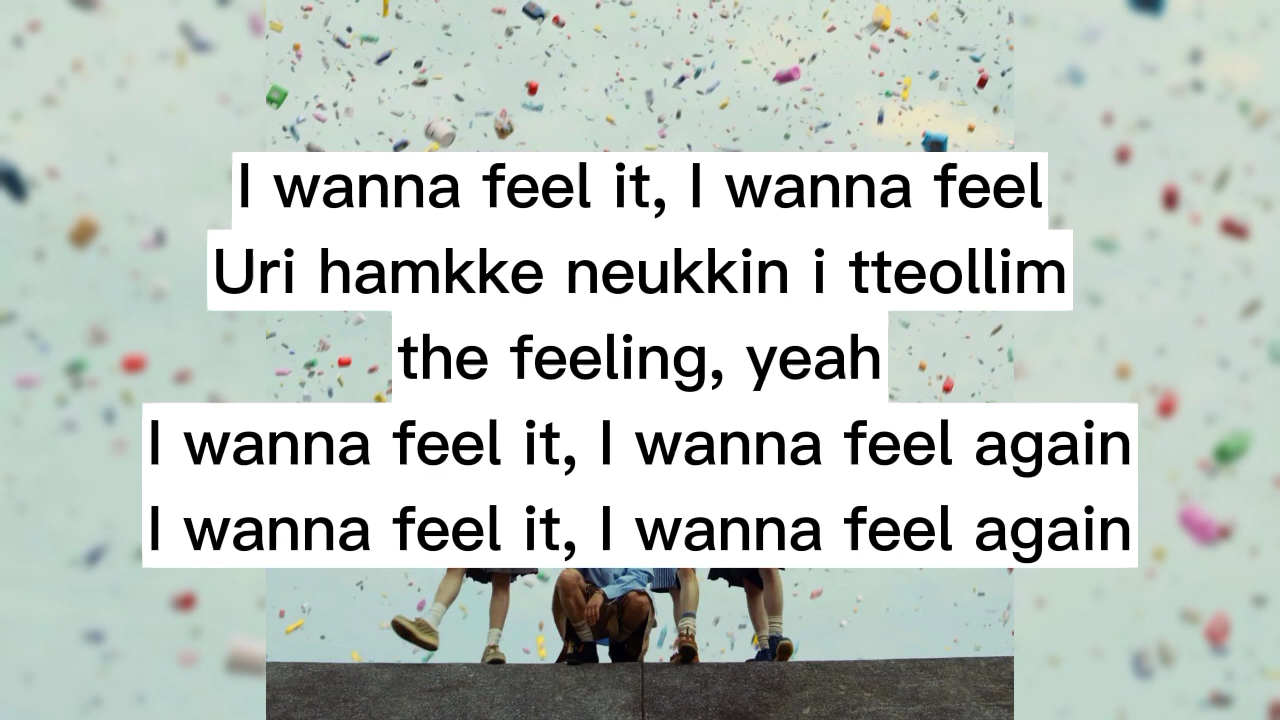 I wanna feel it, I wanna feel
Uri hamkke neukkin i tteollim
the feeling, yeah
I wanna feel it, I wanna feel again
I wanna feel it, I wanna feel again